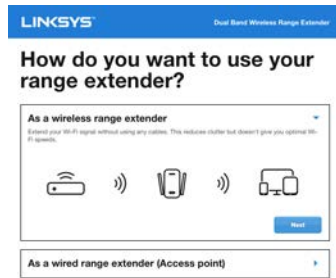 LINKSYS™
Dual Band Wireless Range Extender
How do you want to use your
range extender?
As a wireless range extender
Extend your Wi-Fi signal without using any cables. This reduces clutter but doesn't give you optimal Wi-
Fi speeds.
Next
As a wired range extender (Access point)